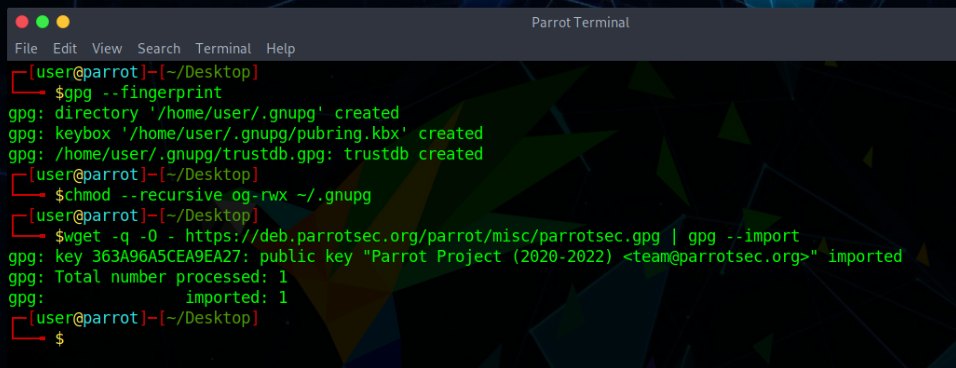 Parrot Terminal
File Edit View Search Terminal Help
┌─[user@parrot]─[~/Desktop]
└──╼ $gpg --fingerprint
gpg: directory '/home/user/.gnupg' created
gpg: keybox '/home/user/.gnupg/pubring.kbx' created
gpg: /home/user/.gnupg/trustdb.gpg: trustdb created
┌─[user@parrot]─[~/Desktop]
└──╼ $chmod --recursive og-rwx ~/.gnupg
┌─[user@parrot]─[~/Desktop]
└──╼ $wget -q -O - https://deb.parrotsec.org/parrot/misc/parrotsec.gpg | gpg --import
gpg: key 363A96A5CEA9EA27: public key "Parrot Project (2020-2022) <team@parrotsec.org>" imported
gpg: Total number processed: 1
gpg:               imported: 1
┌─[user@parrot]─[~/Desktop]
└──╼ $